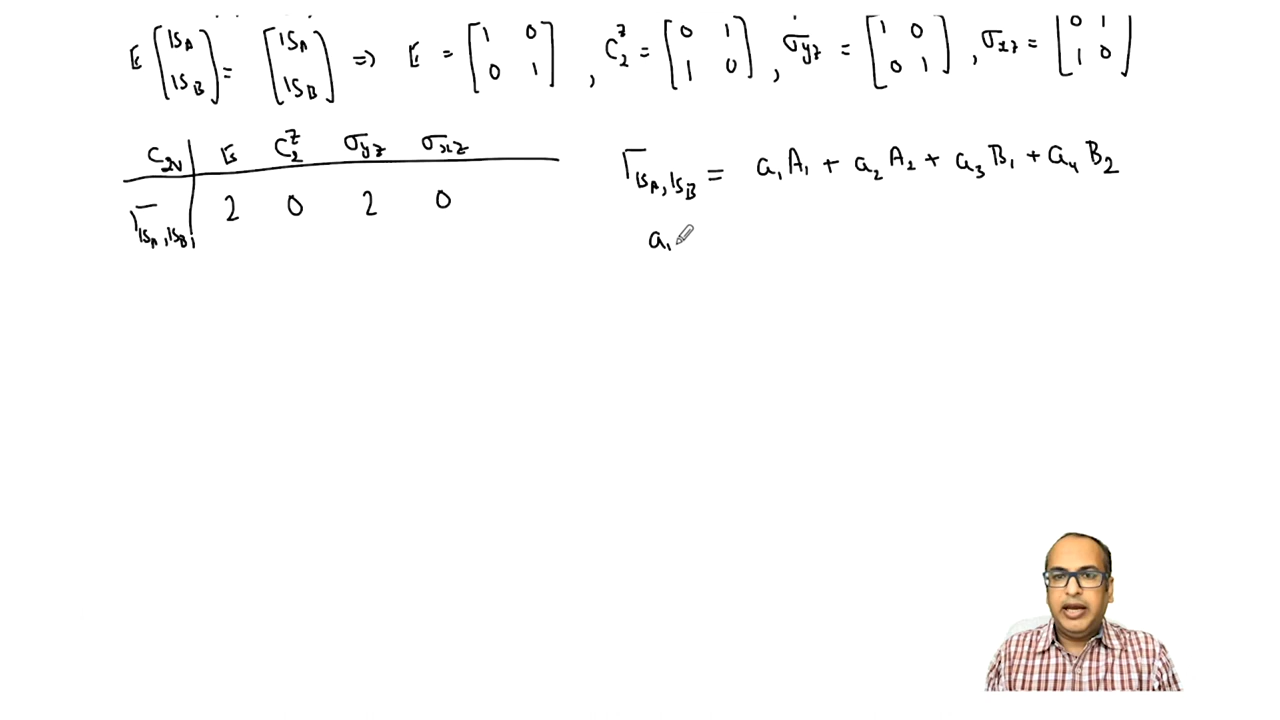 E [1S_A 1S_B] = [1S_A 1S_B] ⇒ E = [1 0 0 1], C_2^z = [0 1 1 0], σ_yz = [1 0 0 1], σ_xz = [0 1 1 0]
C_2v E C_2^z σ_yz σ_xz
Γ_1S_A,1S_B, 2 0 2 0
Γ_1S_A,1S_B = a_1 A_1 + a_2 A_2 + a_3 B_1 + a_4 B_2
a_1